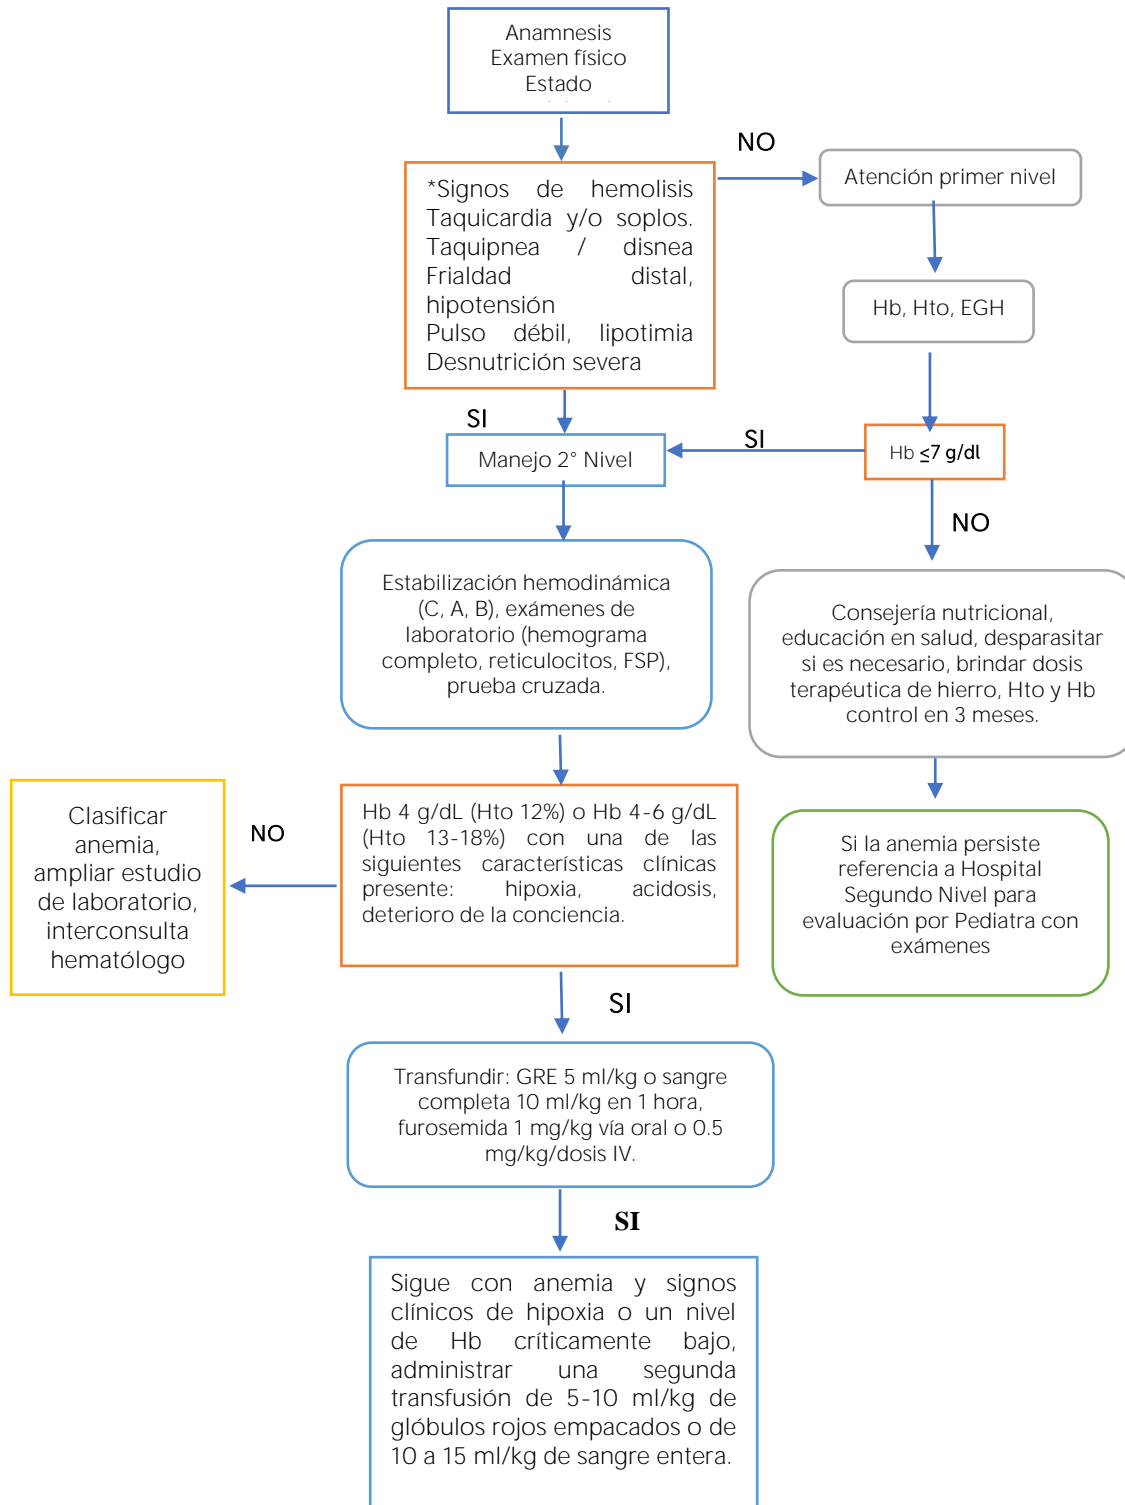 Anamnesis
Examen físico
Estado
NO
*Signos de hemolisis
Taquicardia y/o soplos.
Taquipnea / disnea
Frialdad distal,
hipotensión
Pulso débil, lipotimia
Desnutrición severa
Atención primer nivel
Hb, Hto, EGH
SI
Manejo 2° Nivel
SI
Hb ≤7 g/dl
NO
Estabilización hemodinámica
(C, A, B), exámenes de
laboratorio (hemograma
completo, reticulocitos, FSP),
prueba cruzada.
Consejería nutricional,
educación en salud, desparasitar
si es necesario, brindar dosis
terapéutica de hierro, Hto y Hb
control en 3 meses.
Clasificar
anemia,
ampliar estudio
de laboratorio,
interconsulta
hematólogo
NO
Hb 4 g/dL (Hto 12%) o Hb 4-6 g/dL
(Hto 13-18%) con una de las
siguientes características clínicas
presente: hipoxia, acidosis,
deterioro de la conciencia.
Si la anemia persiste
referencia a Hospital
Segundo Nivel para
evaluación por Pediatra con
exámenes
SI
Transfundir: GRE 5 ml/kg o sangre
completa 10 ml/kg en 1 hora,
furosemida 1 mg/kg vía oral o 0.5
mg/kg/dosis IV.
SI
Sigue con anemia y signos
clínicos de hipoxia o un nivel
de Hb críticamente bajo,
administrar una segunda
transfusión de 5-10 ml/kg de
glóbulos rojos empacados o de
10 a 15 ml/kg de sangre entera.